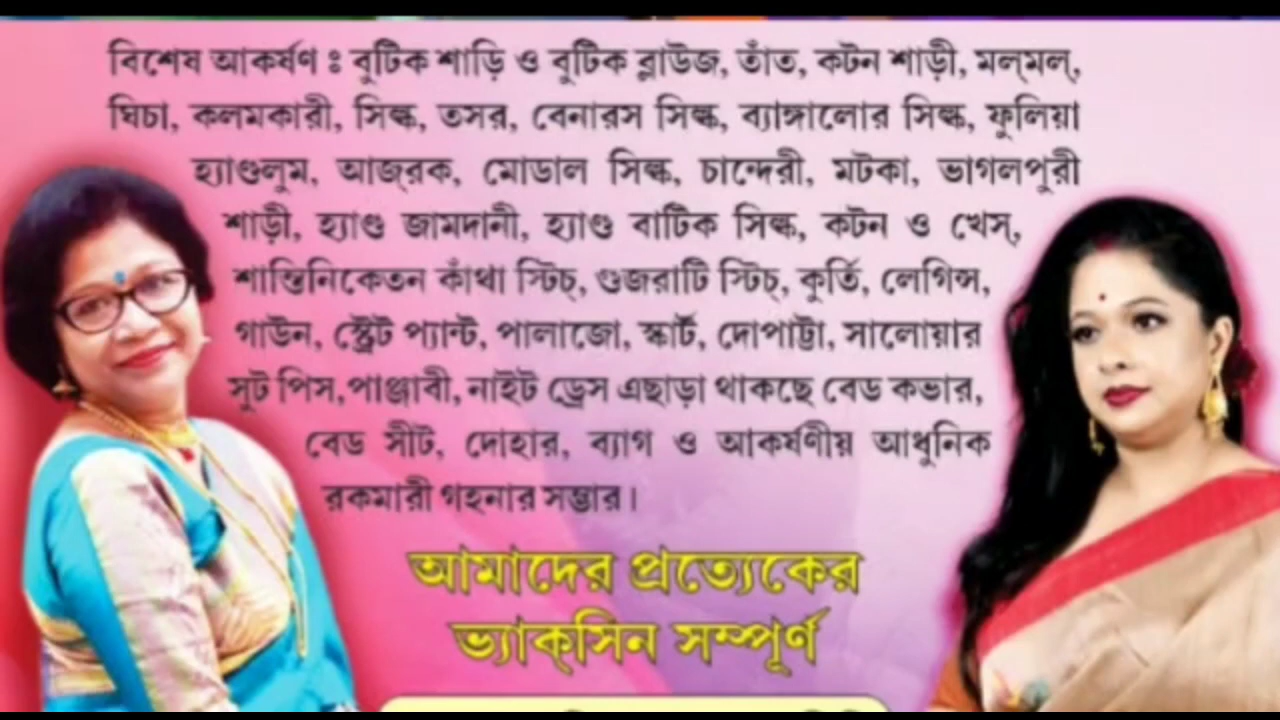 বিশেষ আকর্ষণ ঃ বুটিক শাড়ি ও বুটিক ব্লাউজ, তাঁত, কটন শাড়ী, মল্‌মল্‌,
ঘিচা, কলমকারী, সিল্ক, তসর, বেনারস সিল্ক, ব্যাঙ্গালোর সিল্ক, ফুলিয়া
হ্যাণ্ডলুম, আজ্‌রক, মোডাল সিল্ক, চান্দেরী, মটকা, ভাগলপুরী
শাড়ী, হ্যাণ্ড জামদানী, হ্যাণ্ড বাটিক সিল্ক, কটন ও খেস্‌,
শান্তিনিকেতন কাঁথা স্টিচ্‌, গুজরাটি স্টিচ্‌, কুর্তি, লেগিন্স,
গাউন, স্ট্রেট প্যান্ট, পালাজো, স্কার্ট, দোপাট্টা, সালোয়ার
সুট পিস,পাঞ্জাবী, নাইট ড্রেস এছাড়া থাকছে বেড কভার,
বেড সীট, দোহার, ব্যাগ ও আকর্ষণীয় আধুনিক
রকমারী গহনার সম্ভার।
আমাদের প্রত্যেকের
ভ্যাক্‌সিন সম্পূর্ণ